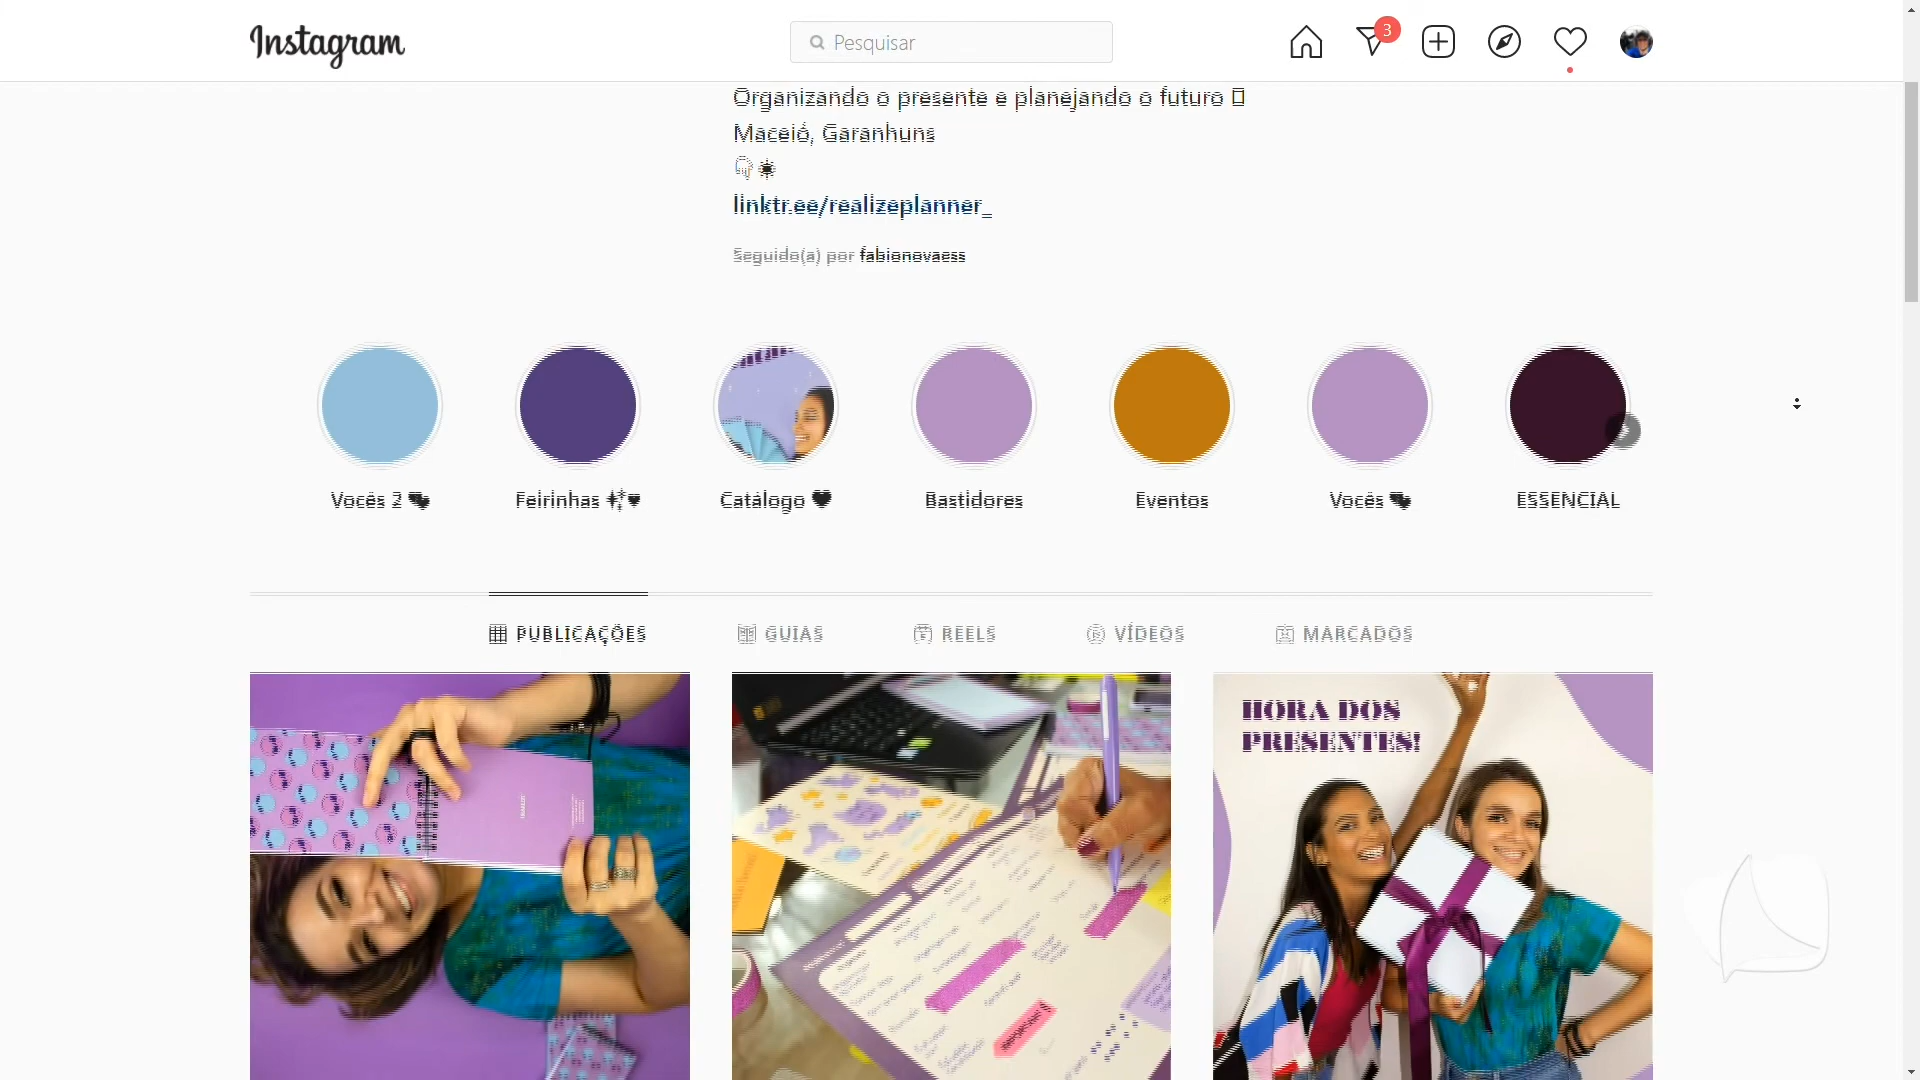 Instagram
Pesquisar
3
Organizando o presente e planejando o futuro
Maceió, Garanhuns
linktr.ee/realizeplanner_
Seguido(a) por fabionovaess
Vocês 2
Feirinhas
Catálogo
Bastidores
Eventos
Vocês
ESSENCIAL
PUBLICAÇÕES
GUIAS
REELS
VÍDEOS
MARCADOS
HORA DOS
PRESENTES!